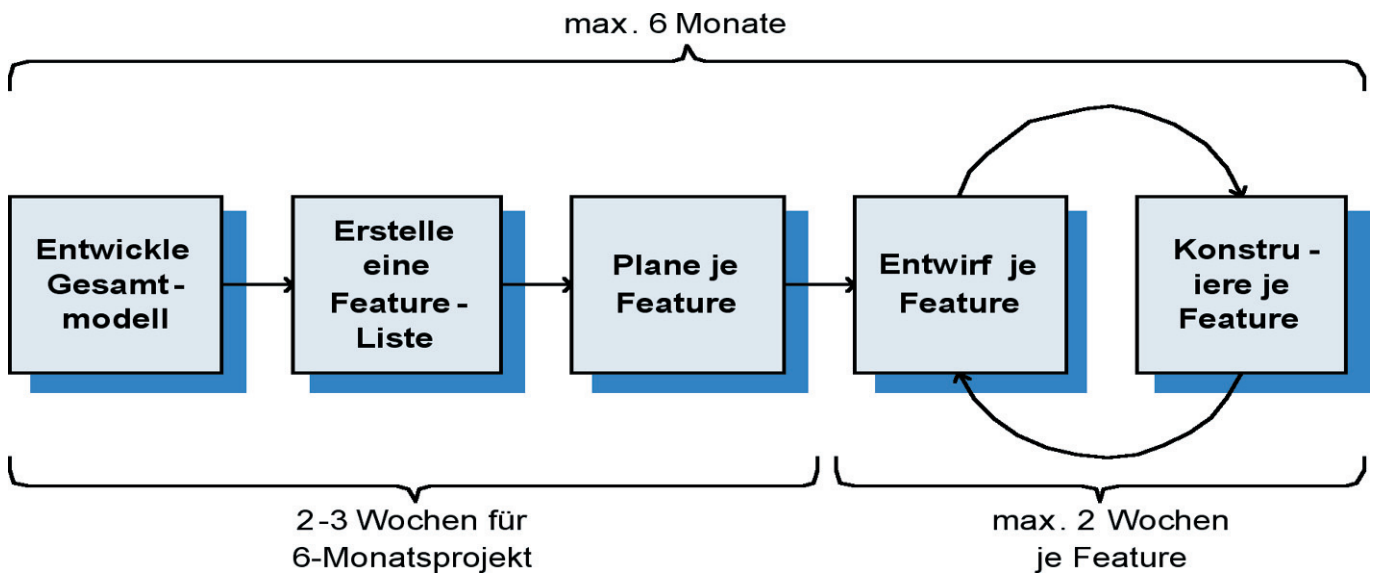 max. 6 Monate
Entwickle
Gesamt-
modell
Erstelle
eine
Feature-
Liste
Plane je
Feature
Entwirf je
Feature
Konstru-
iere je
Feature
2-3 Wochen für
6-Monatsprojekt
max. 2 Wochen
je Feature